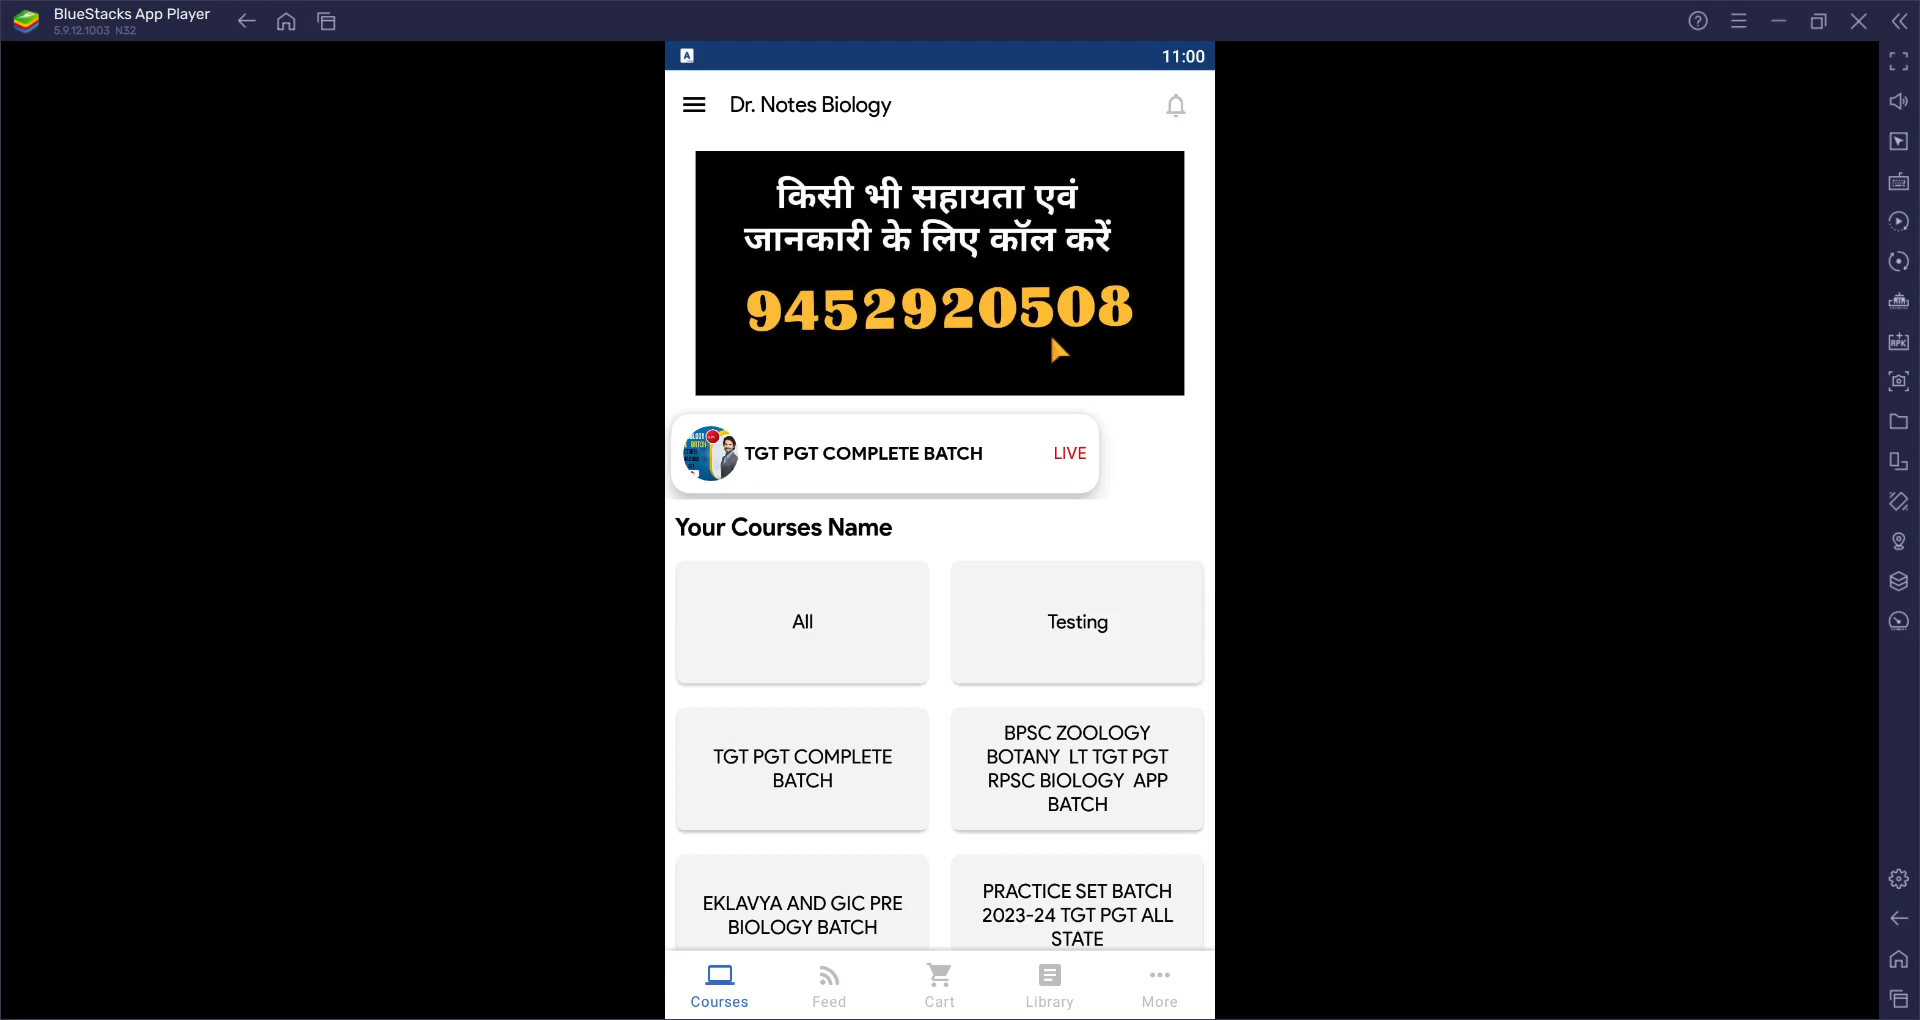 BlueStacks App Player
5.9.12.1003 N32
A
11:00
Dr. Notes Biology
किसी भी सहायता एवं
जानकारी के लिए कॉल करें
9452920508
TGT PGT COMPLETE BATCH
LIVE
Your Courses Name
All
Testing
TGT PGT COMPLETE
BATCH
BPSC ZOOLOGY
BOTANY LT TGT PGT
RPSC BIOLOGY APP
BATCH
EKLAVYA AND GIC PRE
BIOLOGY BATCH
PRACTICE SET BATCH
2023-24 TGT PGT ALL
STATE
Courses
Feed
Cart
Library
More